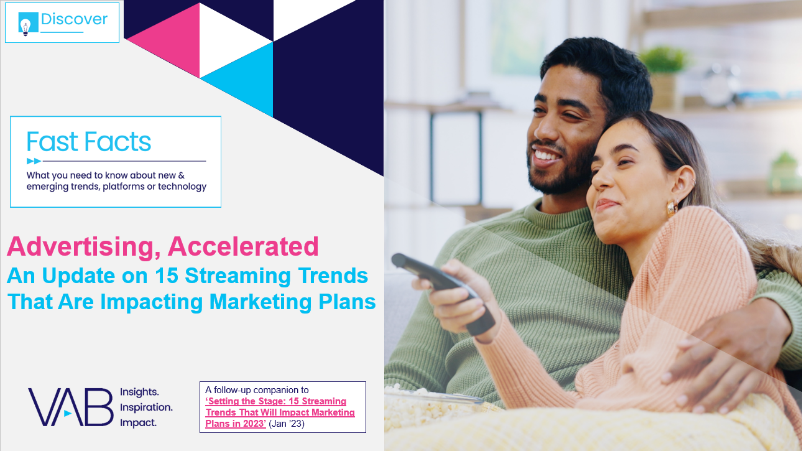 Discover
Fast Facts
What you need to know about new &
emerging trends, platforms or technology
Advertising, Accelerated
An Update on 15 Streaming Trends
That Are Impacting Marketing Plans
VAB
Insights.
Inspiration.
Impact.
A follow-up companion to
‘Setting the Stage: 15 Streaming
Trends That Will Impact Marketing
Plans in 2023’ (Jan '23)